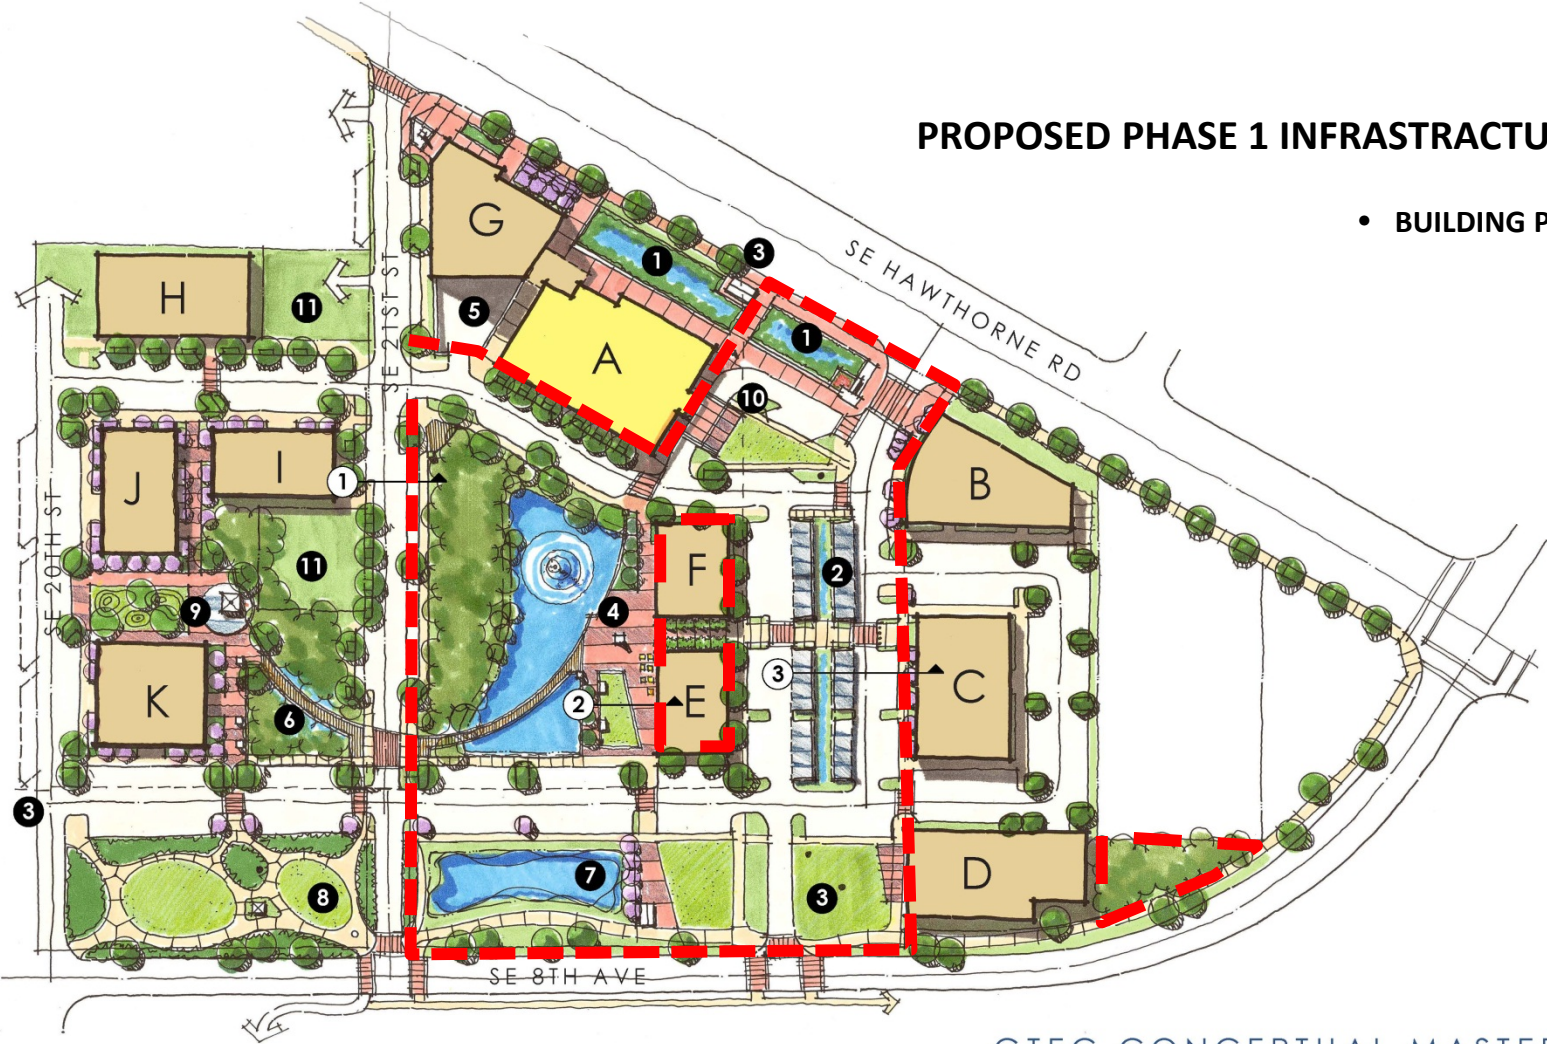 PROPOSED PHASE 1 INFRASTRACTU
• BUILDING P
SE HAWTHORNE RD
SE 21ST ST
SE 20TH ST
SE 8TH AVE
G
A
H
J
I
K
F
E
B
C
D
1
3
1
5
11
10
1
11
2
9
4
3
2
6
3
7
8
3